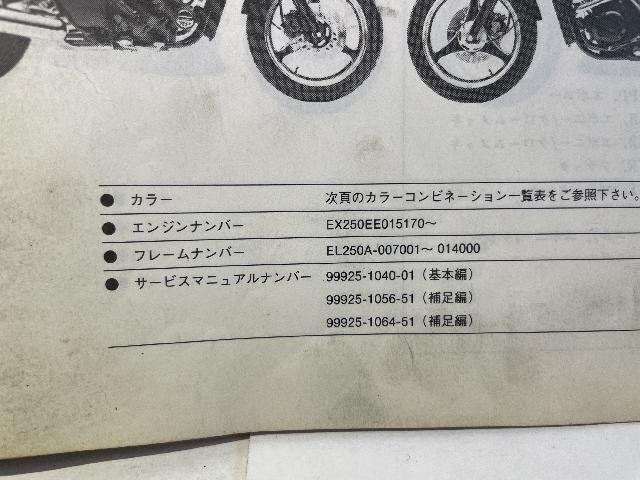 ● カラー 次頁のカラーコンビネーション一覧表をご参照下さい。
● エンジンナンバー EX250EE015170～
● フレームナンバー EL250A-007001～ 014000
● サービスマニュアルナンバー 99925-1040-01（基本編）
99925-1056-51（補足編）
99925-1064-51（補足編）